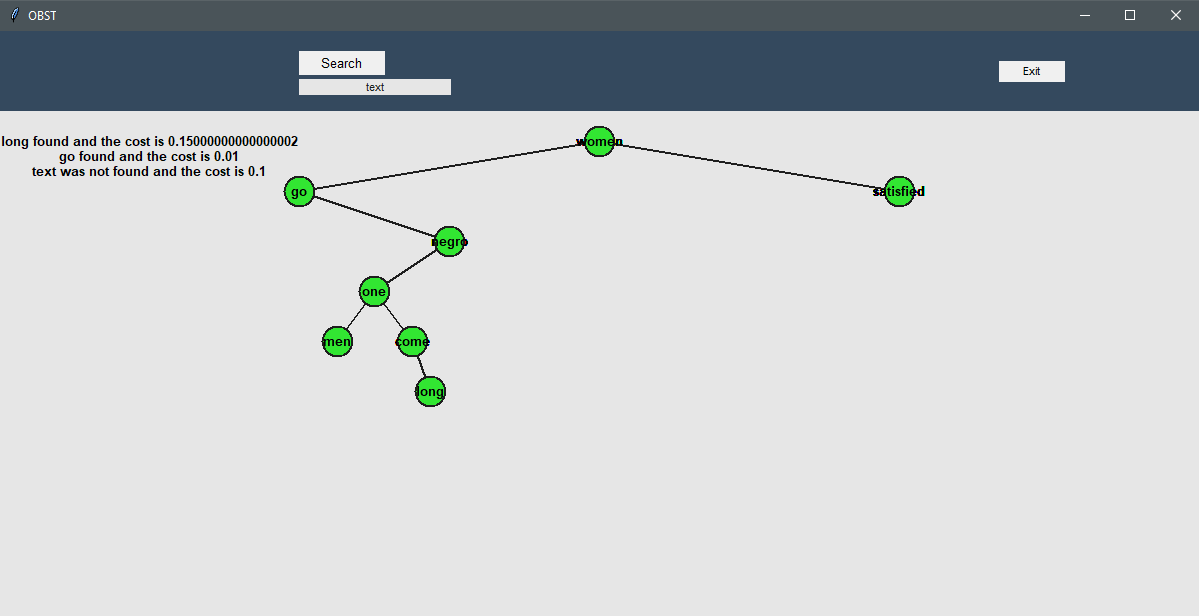 OBST
Search
text
Exit
long found and the cost is 0.15000000000000002
go found and the cost is 0.01
text was not found and the cost is 0.1
women
go
satisfied
negro
one
men
come
long